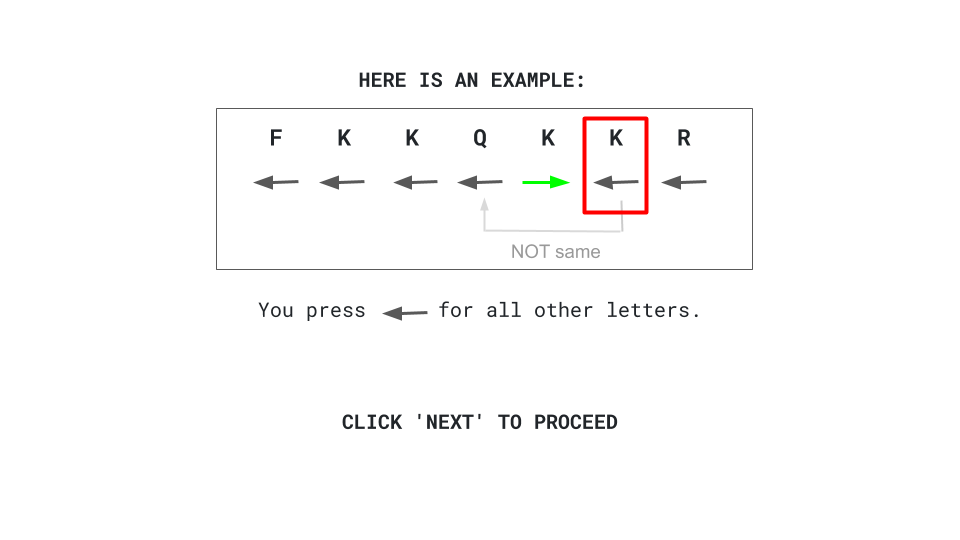 HERE IS AN EXAMPLE:
F K K Q K K R
NOT same
You press for all other letters.
CLICK 'NEXT' TO PROCEED